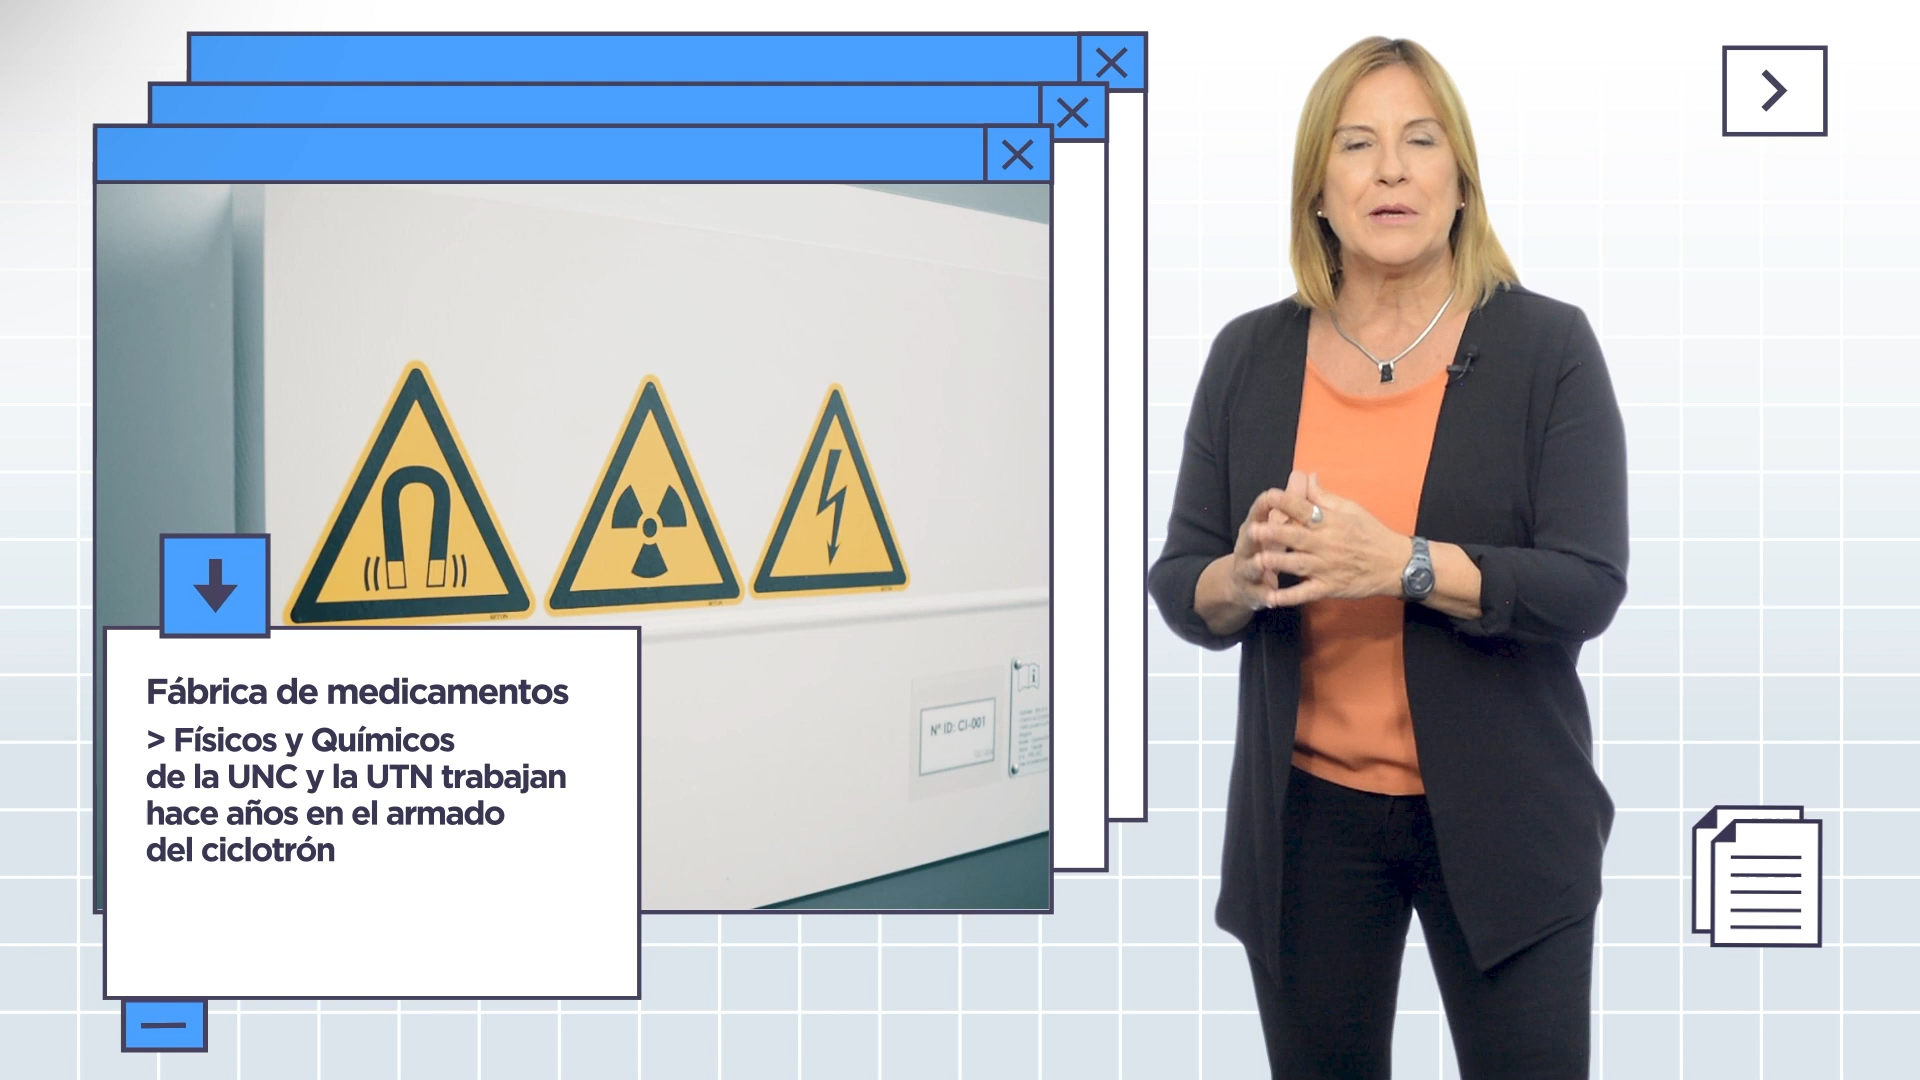 Fábrica de medicamentos
> Físicos y Químicos
de la UNC y la UTN trabajan
hace años en el armado
del ciclotrón
Nº ID: CI-001